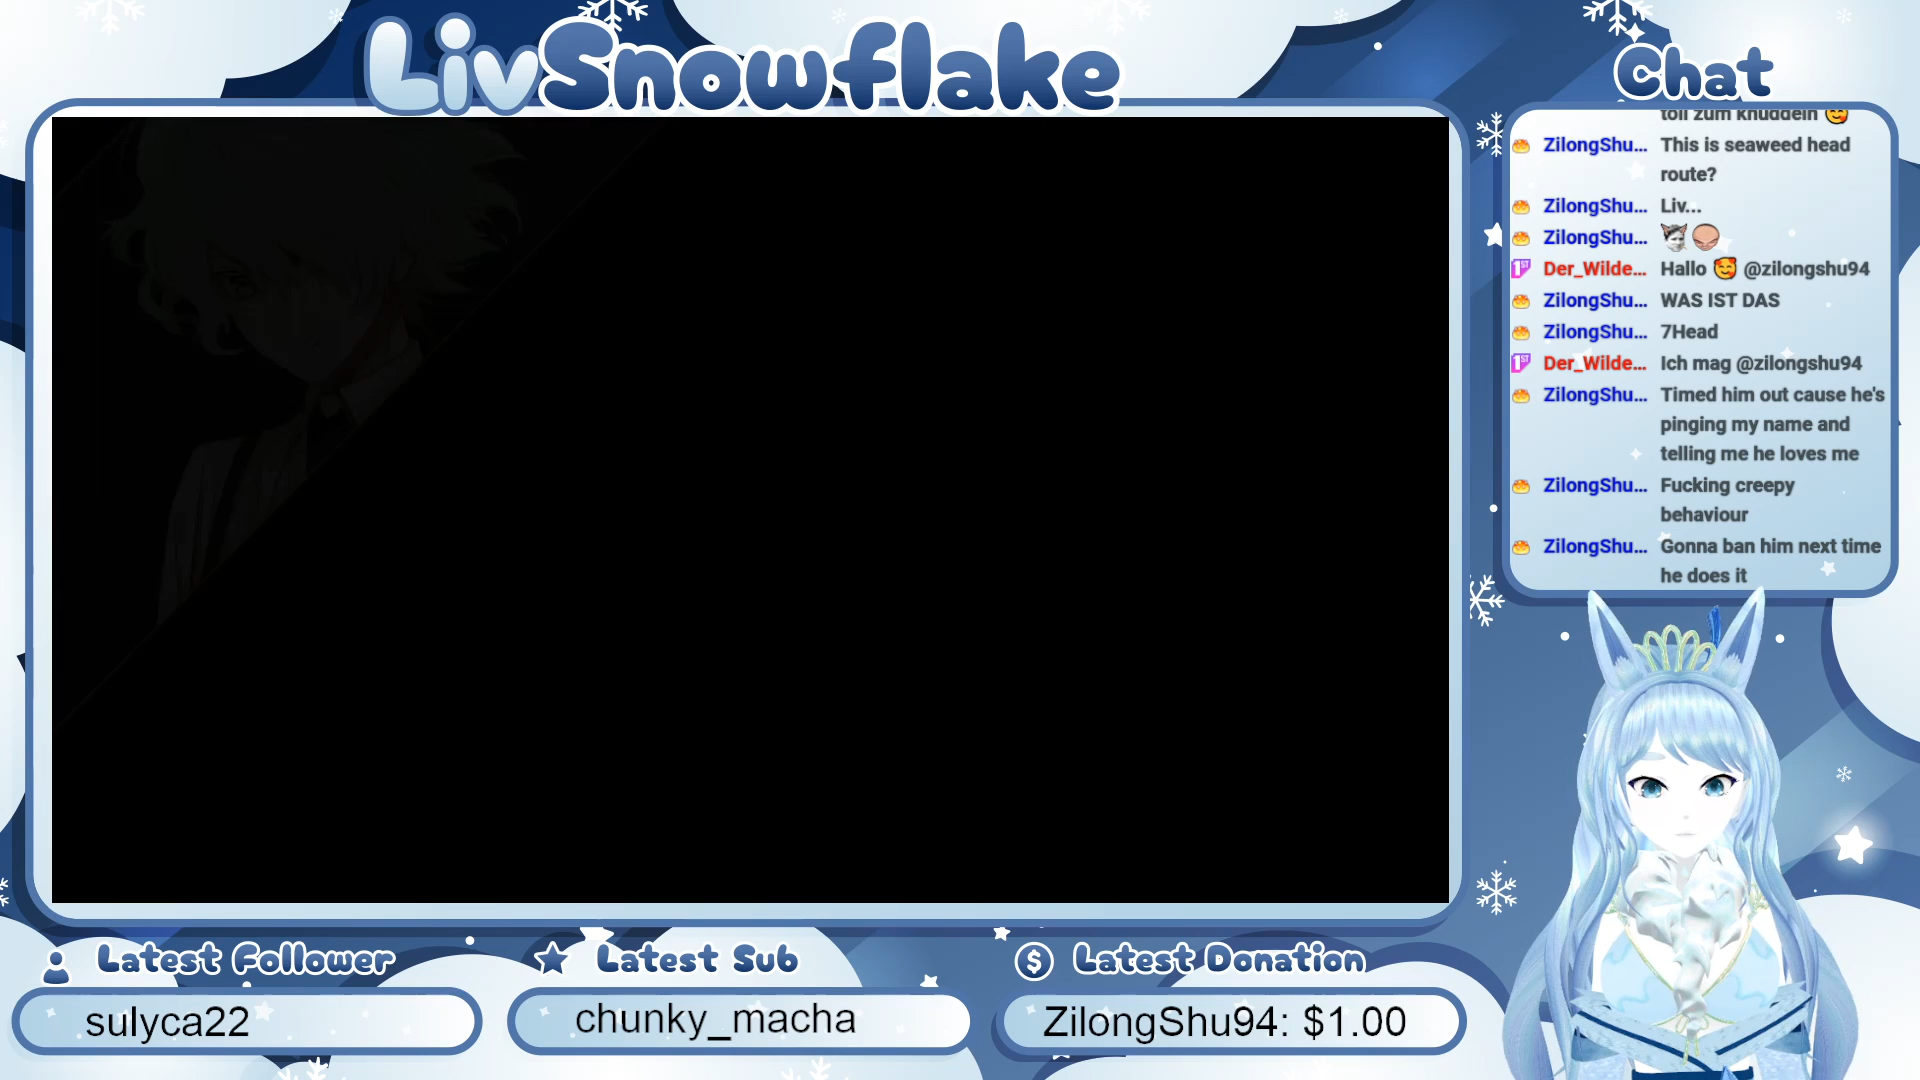 LivSnowflake
Chat
toll zum knuddeln
ZilongShu... This is seaweed head
route?
ZilongShu... Liv...
ZilongShu...
Der_Wilde... Hallo 🥰 @zilongshu94
ZilongShu... WAS IST DAS
ZilongShu... 7Head
Der_Wilde... Ich mag @zilongshu94
ZilongShu... Timed him out cause he's
pinging my name and
telling me he loves me
ZilongShu... Fucking creepy
behaviour
ZilongShu... Gonna ban him next time
he does it
Latest Follower
sulyca22
Latest Sub
chunky_macha
Latest Donation
ZilongShu94: $1.00